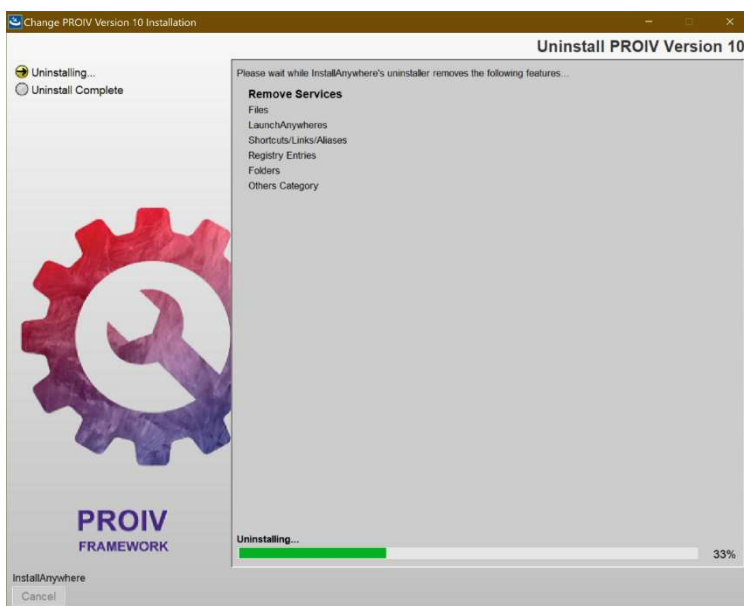 Change PROIV Version 10 Installation
Uninstall PROIV Version 10
Uninstalling...
Uninstall Complete
Please wait while InstallAnywhere's uninstaller removes the following features...
Remove Services
Files
LaunchAnywheres
Shortcuts/Links/Aliases
Registry Entries
Folders
Others Category
PROIV
FRAMEWORK
Uninstalling...
33%
InstallAnywhere
Cancel